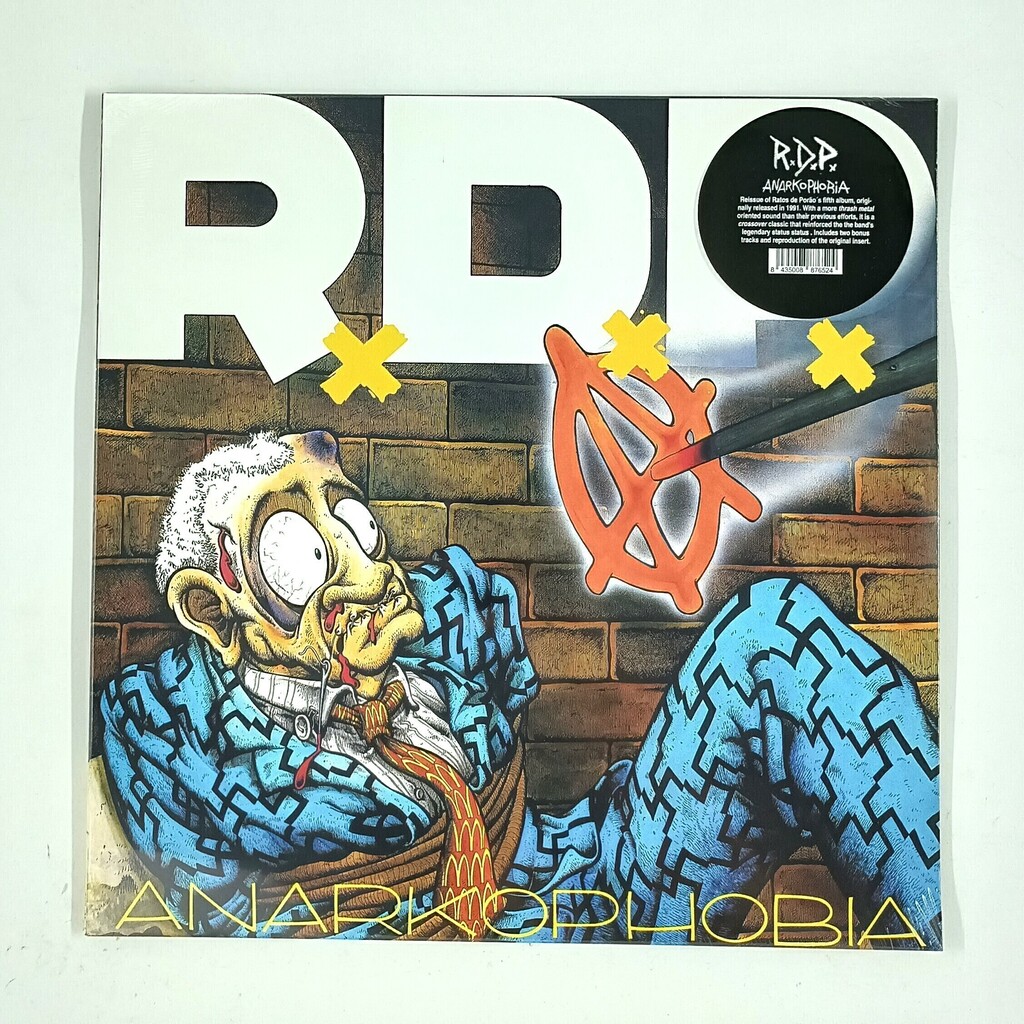 R.D.P.
R.D.P.
ANARKOPHOBIA
Reissue of Ratos de Porão´s fifth album, origi-
nally released in 1991. With a more thrash metal
oriented sound than their previous efforts, it is a
crossover classic that reinforced the the band's
legendary status status . Includes two bonus
tracks and reproduction of the original insert.
8 435008 876524
ANARKOPHOBIA